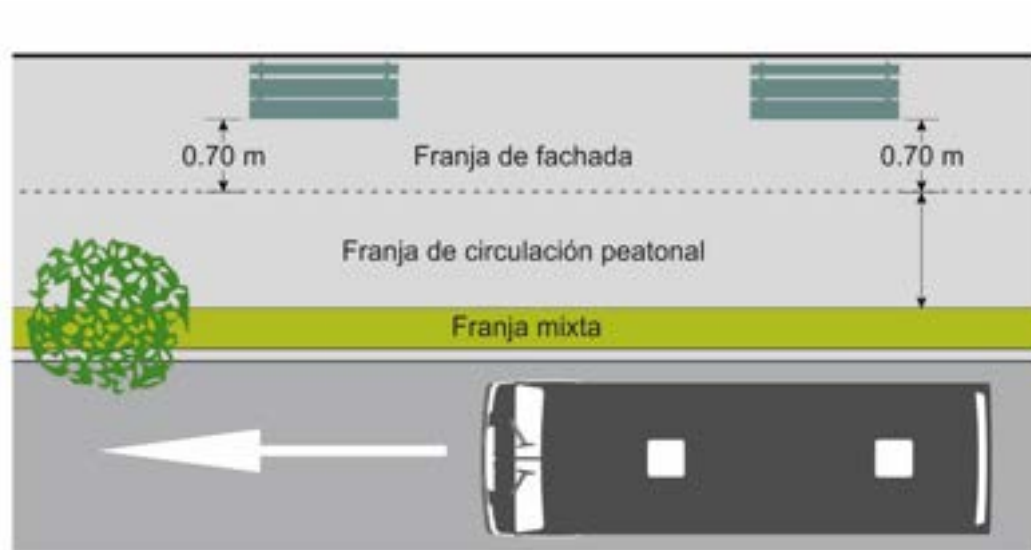 0.70 m
Franja de fachada
0.70 m
Franja de circulación peatonal
Franja mixta